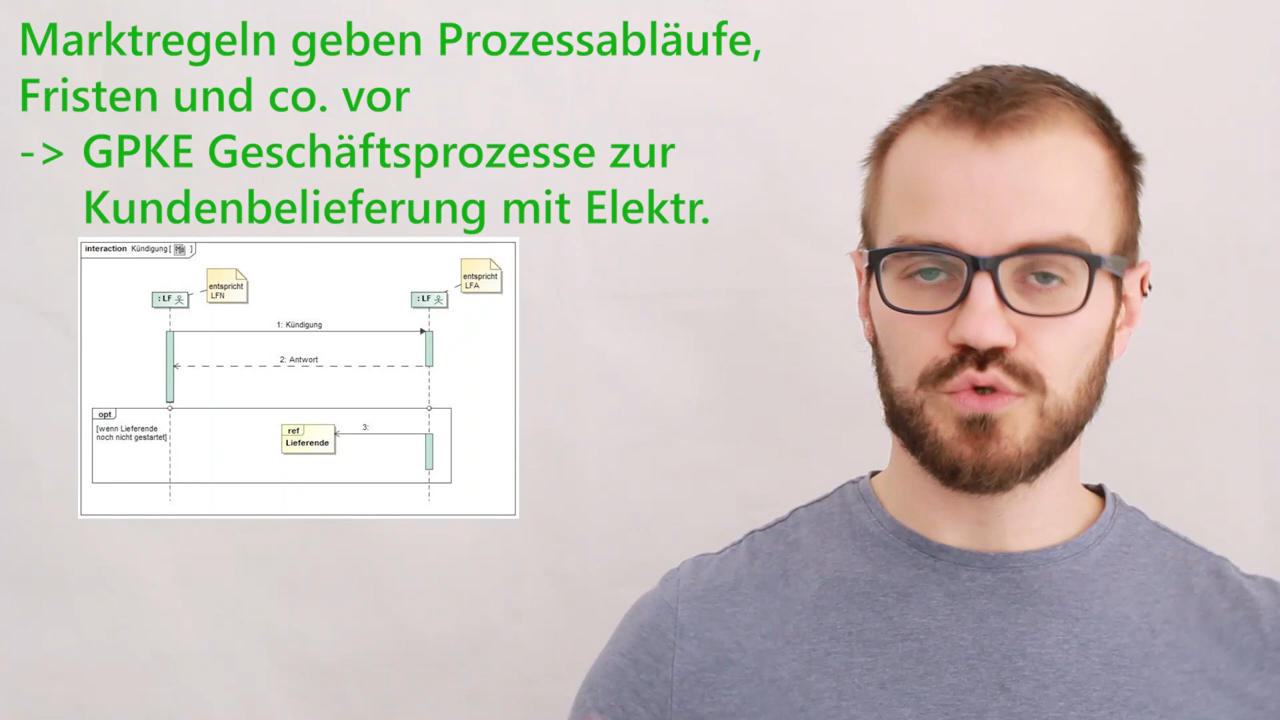 Marktregeln geben Prozessabläufe,
Fristen und co. vor
-> GPKE Geschäftsprozesse zur
Kundenbelieferung mit Elektr.
interaction Kündigung[ ]
entspricht
LFN
entspricht
LFA
: LF
: LF
1: Kündigung
2: Antwort
opt
[wenn Lieferende
noch nicht gestartet]
ref
Lieferende
3: